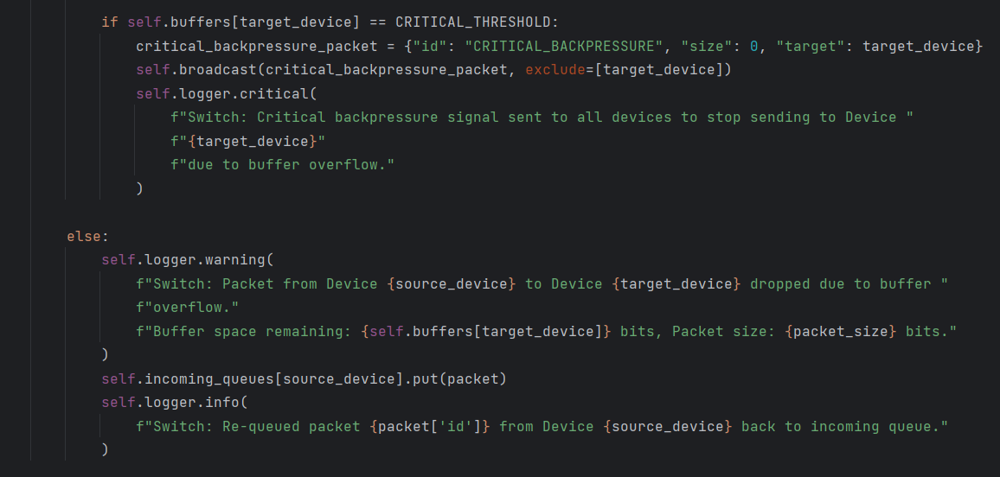 if self.buffers[target_device] == CRITICAL_THRESHOLD:
critical_backpressure_packet = {"id": "CRITICAL_BACKPRESSURE", "size": 0, "target": target_device}
self.broadcast(critical_backpressure_packet, exclude=[target_device])
self.logger.critical(
f"Switch: Critical backpressure signal sent to all devices to stop sending to Device "
f"{target_device}"
f"due to buffer overflow."
)
else:
self.logger.warning(
f"Switch: Packet from Device {source_device} to Device {target_device} dropped due to buffer "
f"overflow."
f"Buffer space remaining: {self.buffers[target_device]} bits, Packet size: {packet_size} bits."
)
self.incoming_queues[source_device].put(packet)
self.logger.info(
f"Switch: Re-queued packet {packet['id']} from Device {source_device} back to incoming queue."
)